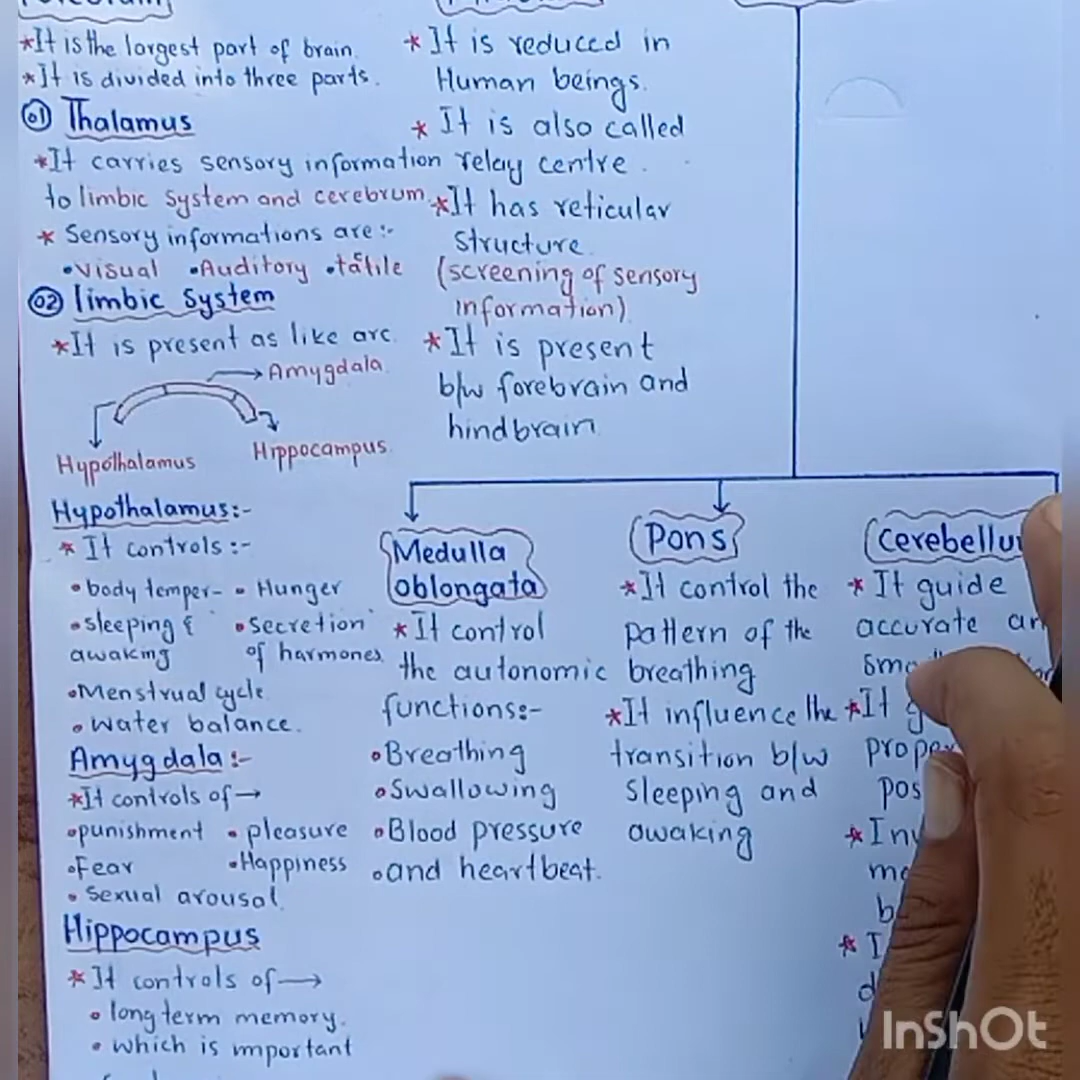 *It is the largest part of brain.
*It is divided into three parts.
01 Thalamus
*It carries sensory information
to limbic system and cerebrum.
* Sensory informations are:-
•Visual •Auditory •tactile
02 limbic system
*It is present as like arc.
Amygdala
Hypothalamus
Hippocampus
Hypothalamus:-
* It controls:-
•body temper- • Hunger
•sleeping & •secretion
awaking of harmones
•Menstrual cycle
•water balance.
Amygdala:-
*It controls of→
•punishment •pleasure
•Fear •Happiness
•Sexual arousal.
Hippocampus
*It controls of→
•long term memory.
•which is important
* It is reduced in
Human beings.
* It is also called
relay centre.
*It has reticular
structure.
(screening of sensory
information)
*It is present
b/w forebrain and
hindbrain.
Medulla
oblongata
*It control
the autonomic
functions:-
•Breathing
•Swallowing
•Blood pressure
•and heartbeat.
Pons
*It control the
pattern of the
breathing
*It influence the
transition b/w
sleeping and
awaking
cerebellu
* It guide
accurate
*It
InShOt